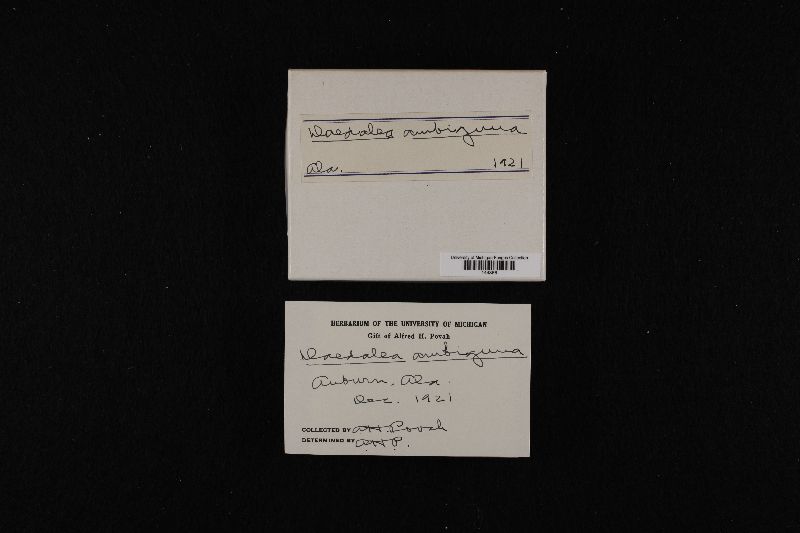 Daedalea ambigua
Ala. 1921
University of Michigan Fungus Collection
HERBARIUM OF THE UNIVERSITY OF MICHIGAN
Gift of Alfred H. Povah
Daedalea ambigua
Auburn, Ala.
Dec. 1921
COLLECTED BY A.H. Povah
DETERMINED BY A.H.P.